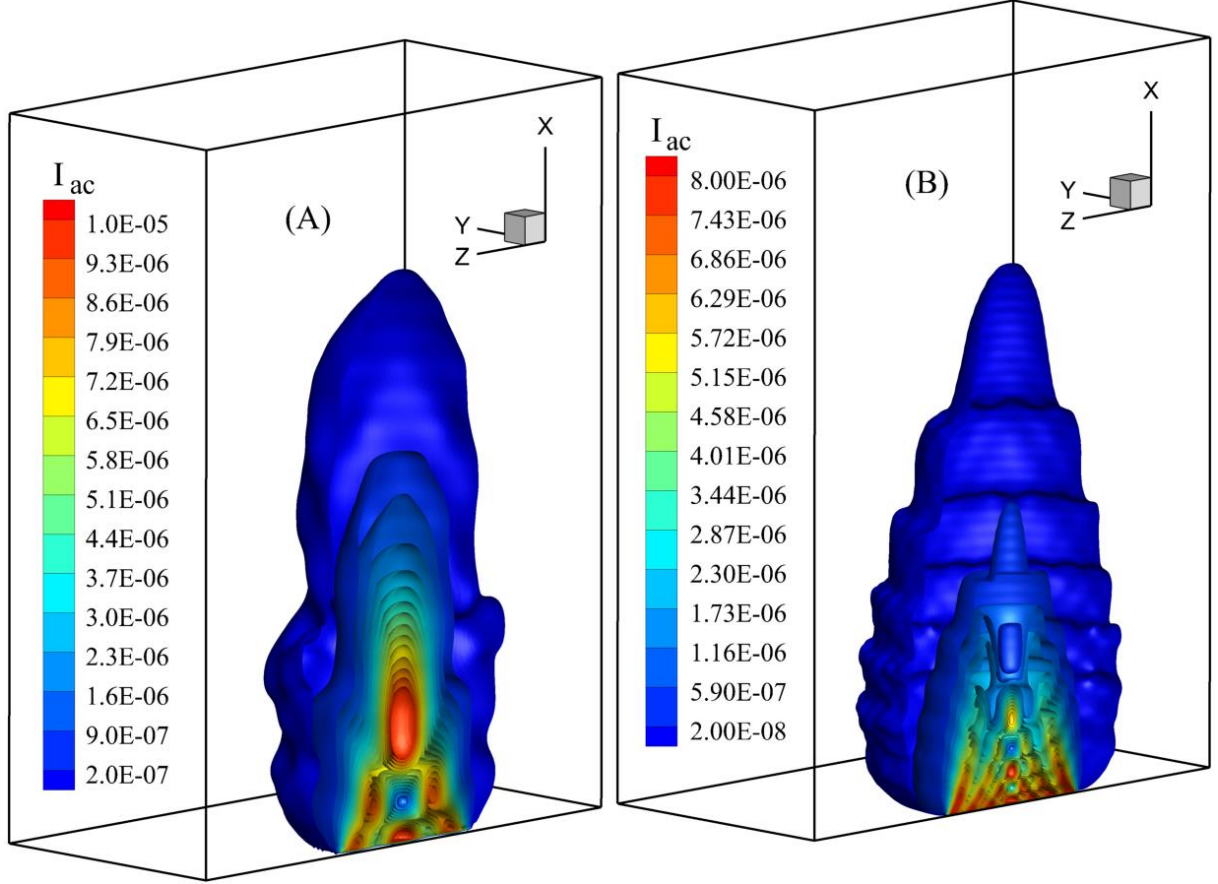 I ac
(A)
X
Y
Z
1.0E-05
9.3E-06
8.6E-06
7.9E-06
7.2E-06
6.5E-06
5.8E-06
5.1E-06
4.4E-06
3.7E-06
3.0E-06
2.3E-06
1.6E-06
9.0E-07
2.0E-07
I ac
(B)
X
Y
Z
8.00E-06
7.43E-06
6.86E-06
6.29E-06
5.72E-06
5.15E-06
4.58E-06
4.01E-06
3.44E-06
2.87E-06
2.30E-06
1.73E-06
1.16E-06
5.90E-07
2.00E-08